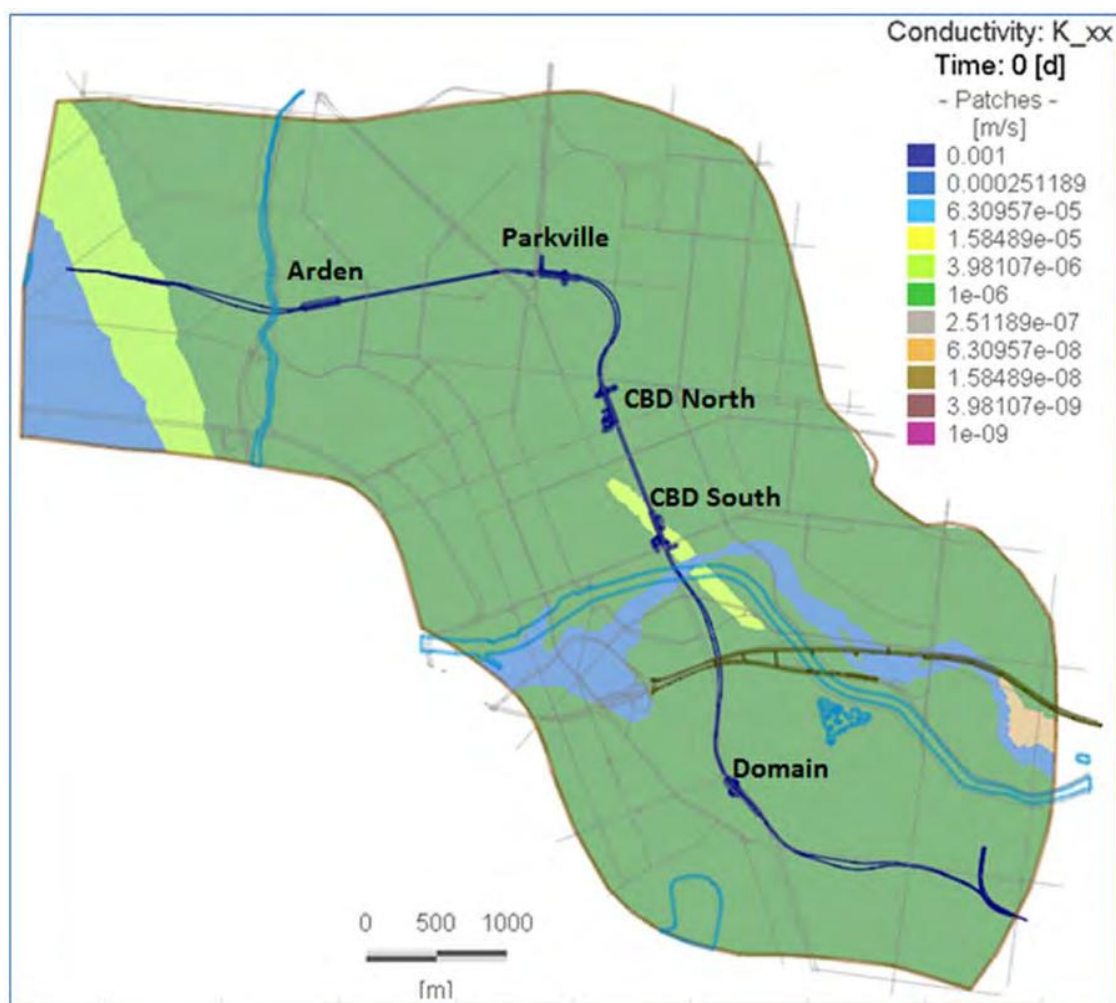 Conductivity: K_xx
Time: 0 [d]
- Patches -
[m/s]
0.001
0.000251189
6.30957e-05
1.58489e-05
3.98107e-06
1e-06
2.51189e-07
6.30957e-08
1.58489e-08
3.98107e-09
1e-09
Parkville
Arden
CBD North
CBD South
Domain
0 500 1000
[m]